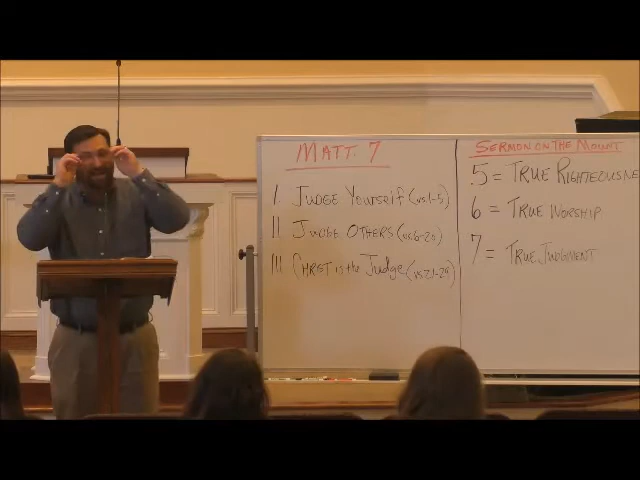 MATT. 7
I JUDGE YOURSELF (vs. 1-5)
II JUDGE OTHERS (vs 6-20)
III CHRST is the Judge (vs 21-29)
SERMON ON THE MOUNT
5 = TRUE RIGHTEOUSNE
6 = TRUE WORSHIP
7 = TRUE JUDGMENT